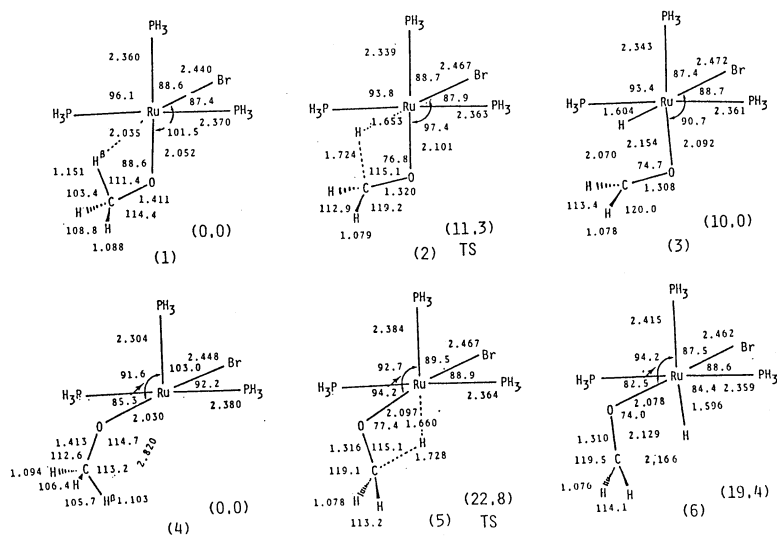 PH3
2.360
2.440
88.6
Br
96.1
87.4
H3P
Ru
PH3
2.035
2.370
101.5
Hβ
2.052
1.151
88.6
103.4
111.4
O
H
C
1.411
H
114.4
108.8
1.088
(0,0)
(1)
PH3
2.339
2.467
88.7
Br
93.8
87.9
H3P
Ru
PH3
H
1.653
2.363
97.4
1.724
2.101
76.8
115.1
H
C
O
1.320
112.9
119.2
H
1.079
(11,3)
(2)
TS
PH3
2.343
2.472
87.4
Br
93.4
88.7
H3P
Ru
PH3
1.604
2.361
H
90.7
2.154
2.092
2.070
74.7
O
H
C
1.308
113.4
H
120.0
1.078
(10,0)
(3)
PH3
2.304
2.448
103.0
Br
91.6
92.2
H3P
Ru
PH3
85.3
2.380
2.030
O
1.413
114.7
112.6
2.820
1.094
H
C
113.2
106.4
H
105.7
Hβ
1.103
(0,0)
(4)
PH3
2.384
2.467
92.7
89.5
Br
88.9
H3P
Ru
PH3
94.2
2.364
2.097
O
77.4
1.660
H
1.316
115.1
1.728
119.1
C
1.078
H
H
113.2
(22,8)
(5)
TS
PH3
2.415
2.462
94.2
87.5
Br
88.6
H3P
Ru
PH3
82.5
84.4
2.359
2.078
O
74.0
1.596
H
1.310
2.129
119.5
C
2.166
1.076
H
H
114.1
(19,4)
(6)